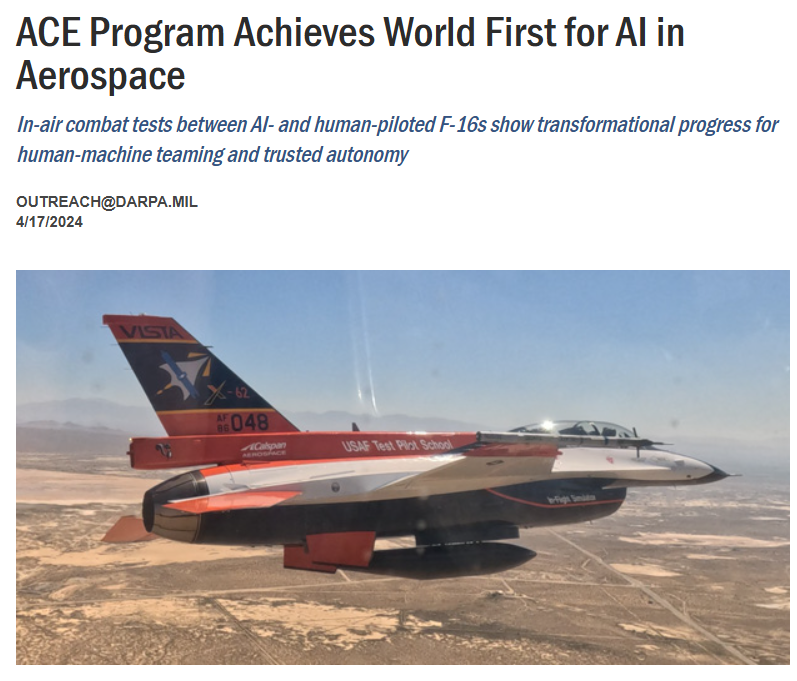 ACE Program Achieves World First for AI in
Aerospace
In-air combat tests between AI- and human-piloted F-16s show transformational progress for
human-machine teaming and trusted autonomy
OUTREACH@DARPA.MIL
4/17/2024
VISTA
X-62
AF
86 048
Calspan
AEROSPACE
USAF Test Pilot School
In-Flight Simulator